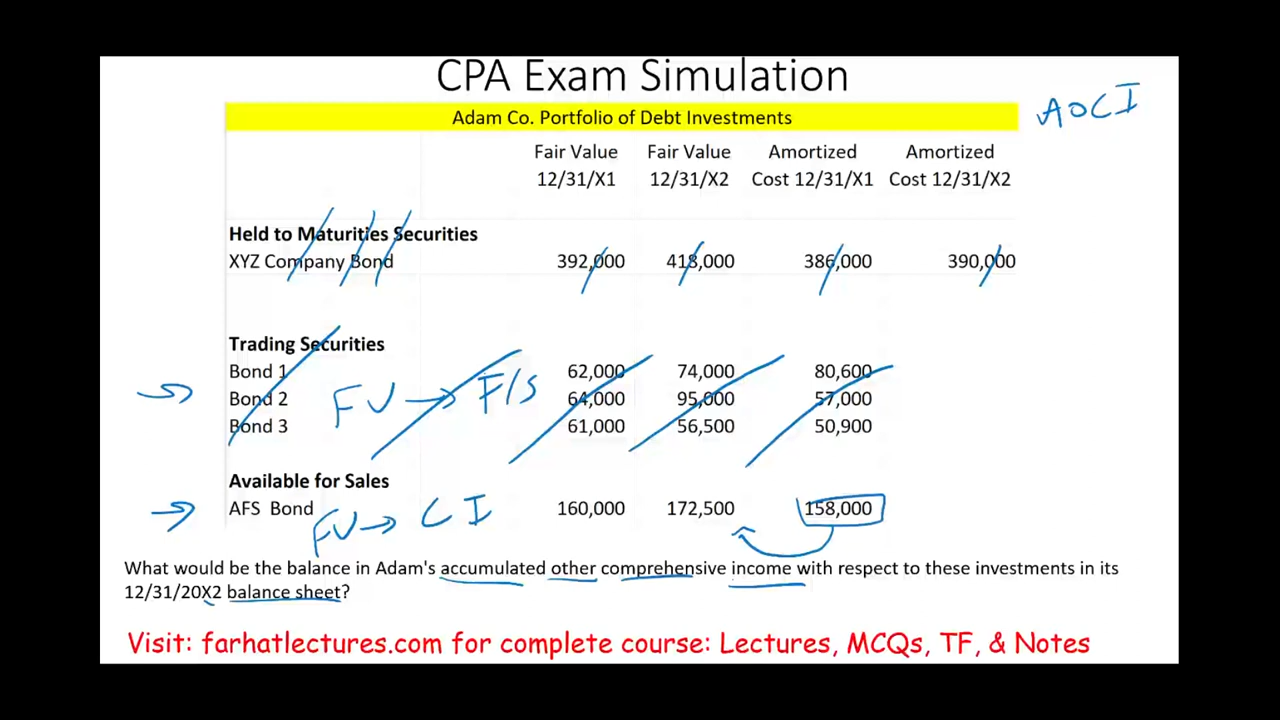 CPA Exam Simulation
Adam Co. Portfolio of Debt Investments
AOCI
Fair Value Fair Value Amortized Amortized
12/31/X1 12/31/X2 Cost 12/31/X1 Cost 12/31/X2
Held to Maturities Securities
XYZ Company Bond 392,000 418,000 386,000 390,000
Trading Securities
Bond 1 62,000 74,000 80,600
Bond 2 FV → F/S 64,000 95,000 57,000
Bond 3 61,000 56,500 50,900
Available for Sales
AFS Bond FV → CI 160,000 172,500 158,000
What would be the balance in Adam's accumulated other comprehensive income with respect to these investments in its
12/31/20X2 balance sheet?
Visit: farhatlectures.com for complete course: Lectures, MCQs, TF, & Notes